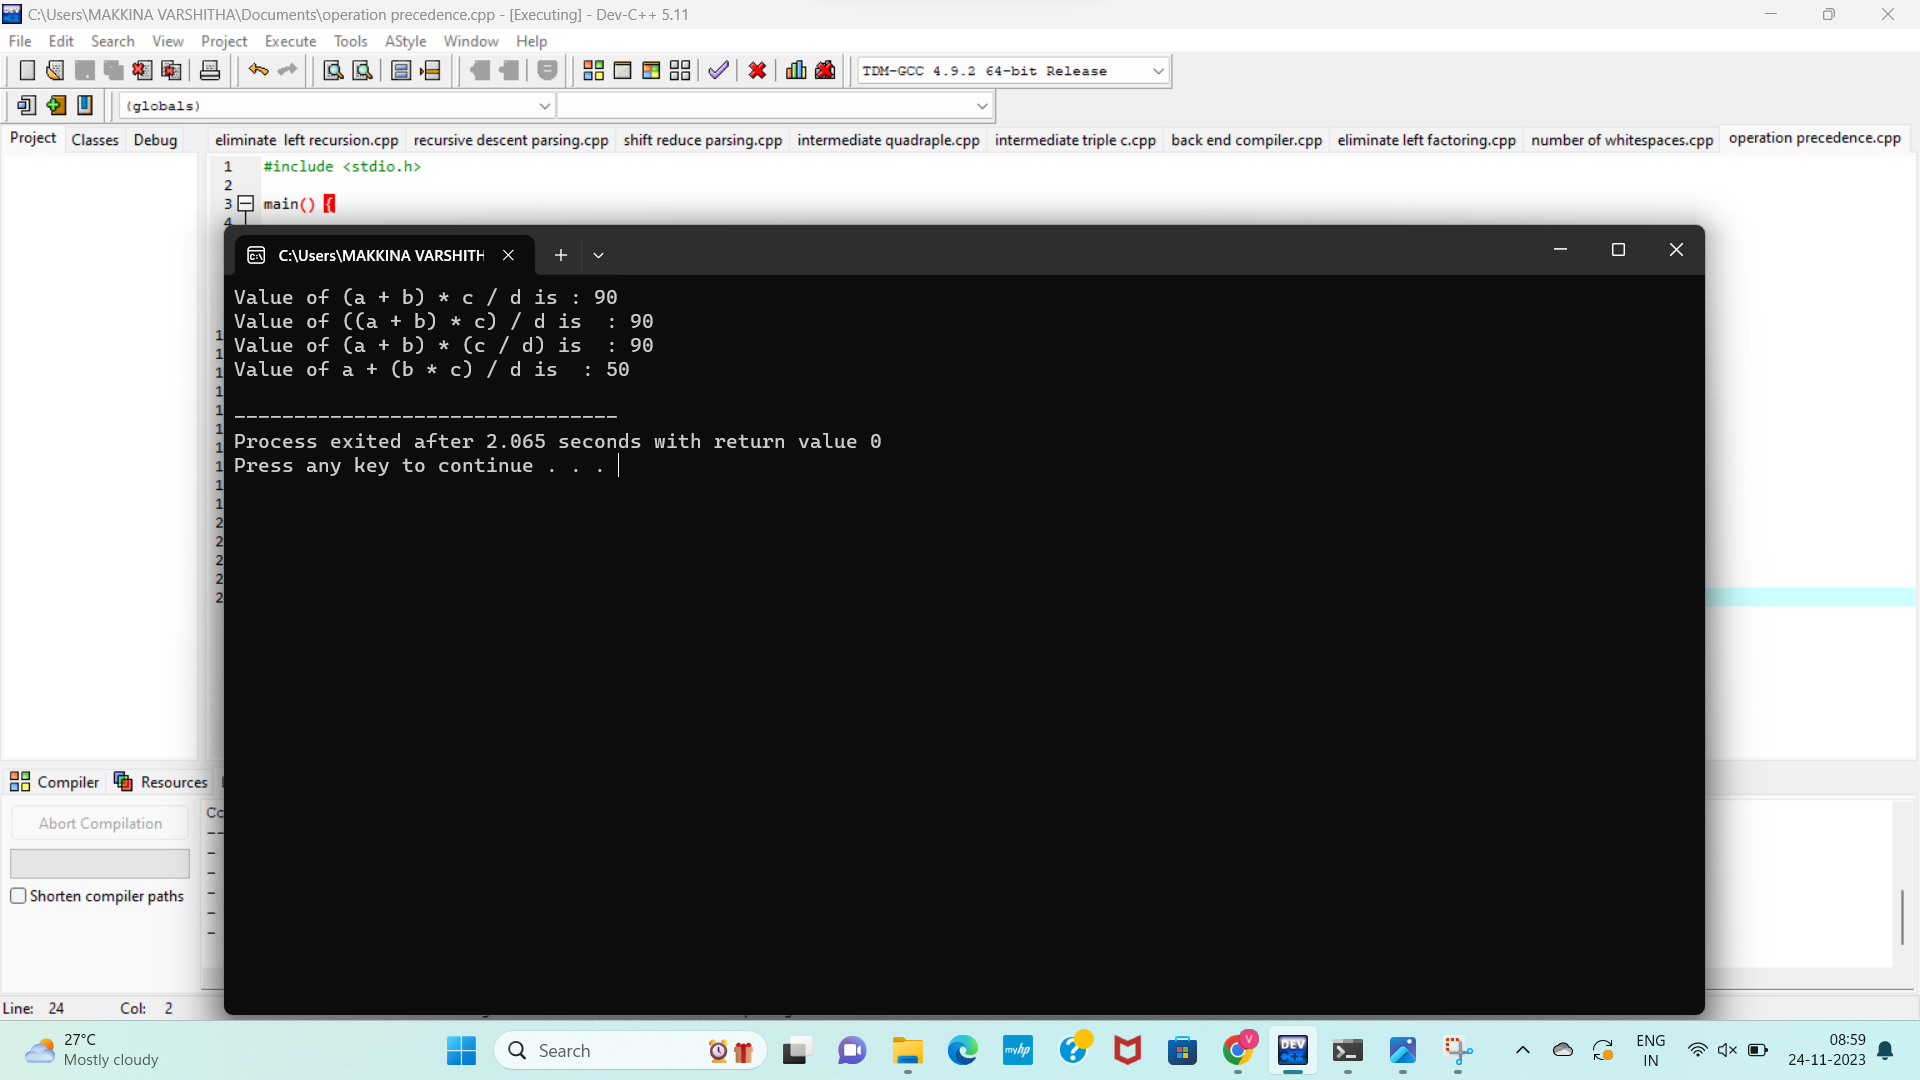 C:\Users\MAKKINA VARSHITHA\Documents\operation precedence.cpp - [Executing] - Dev-C++ 5.11
File Edit Search View Project Execute Tools AStyle Window Help
TDM-GCC 4.9.2 64-bit Release
(globals)
Project Classes Debug
eliminate left recursion.cpp recursive descent parsing.cpp shift reduce parsing.cpp intermediate quadraple.cpp intermediate triple c.cpp back end compiler.cpp eliminate left factoring.cpp number of whitespaces.cpp operation precedence.cpp
1 #include <stdio.h>
2
3 main() {
4
C:\Users\MAKKINA VARSHITH
Value of (a + b) * c / d is : 90
Value of ((a + b) * c) / d is  : 90
Value of (a + b) * (c / d) is  : 90
Value of a + (b * c) / d is  : 50
--------------------------------
Process exited after 2.065 seconds with return value 0
Press any key to continue . . .
Compiler Resources
Abort Compilation
Shorten compiler paths
Line: 24 Col: 2
27°C
Mostly cloudy
Search
myhp
V
DEV C++
ENG
IN
08:59
24-11-2023